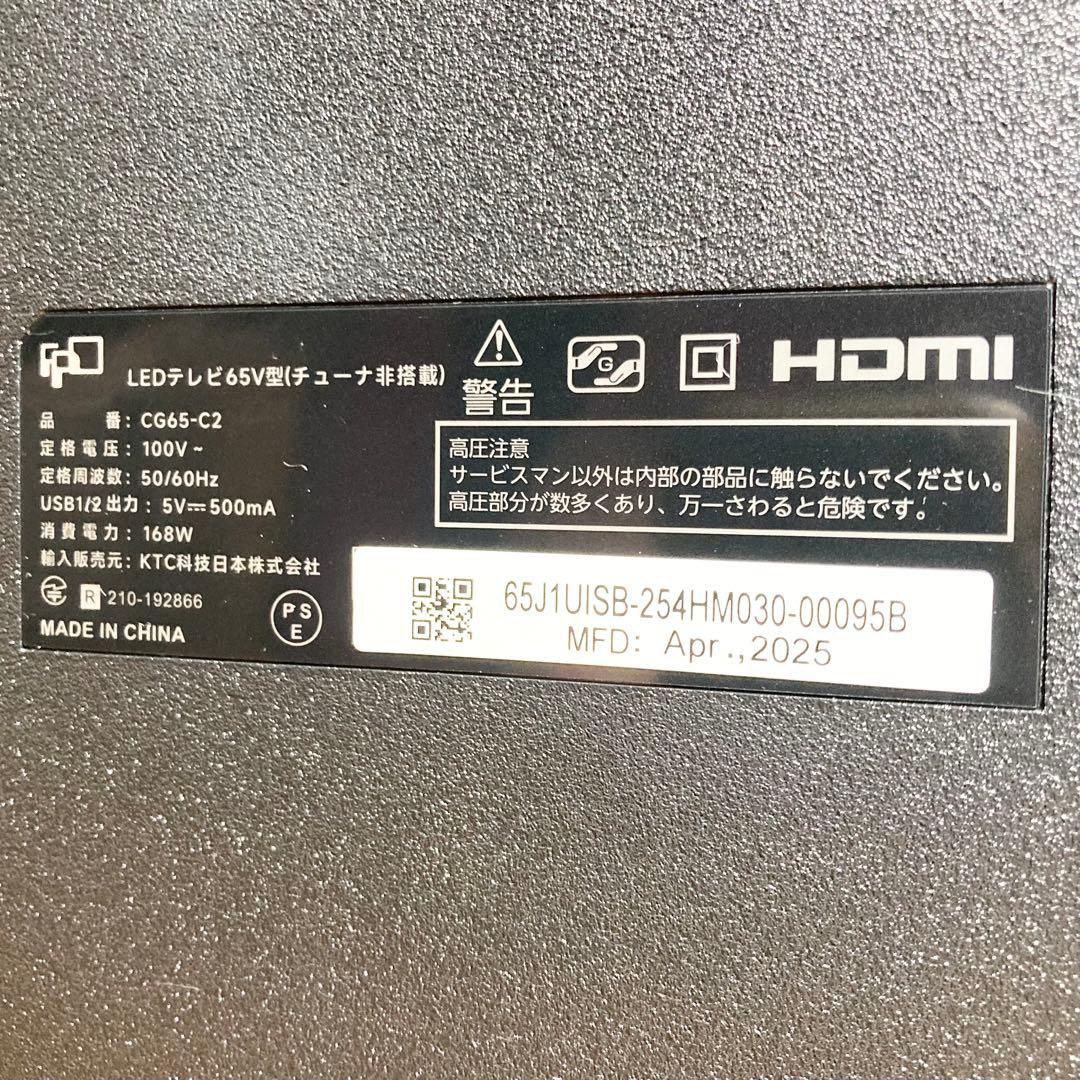 FPD
LEDテレビ65V型(チューナ非搭載)
品番: CG65-C2
定格電圧: 100V~
定格周波数: 50/60Hz
USB1/2出力: 5V⎓500mA
消費電力: 168W
輸入販売元: KTC科技日本株式会社
R 210-192866
MADE IN CHINA
PSE
警告
G
HDMI
高圧注意
サービスマン以外は内部の部品に触らないでください。
高圧部分が数多くあり、万一さわると危険です。
65J1UISB-254HM030-00095B
MFD: Apr.,2025